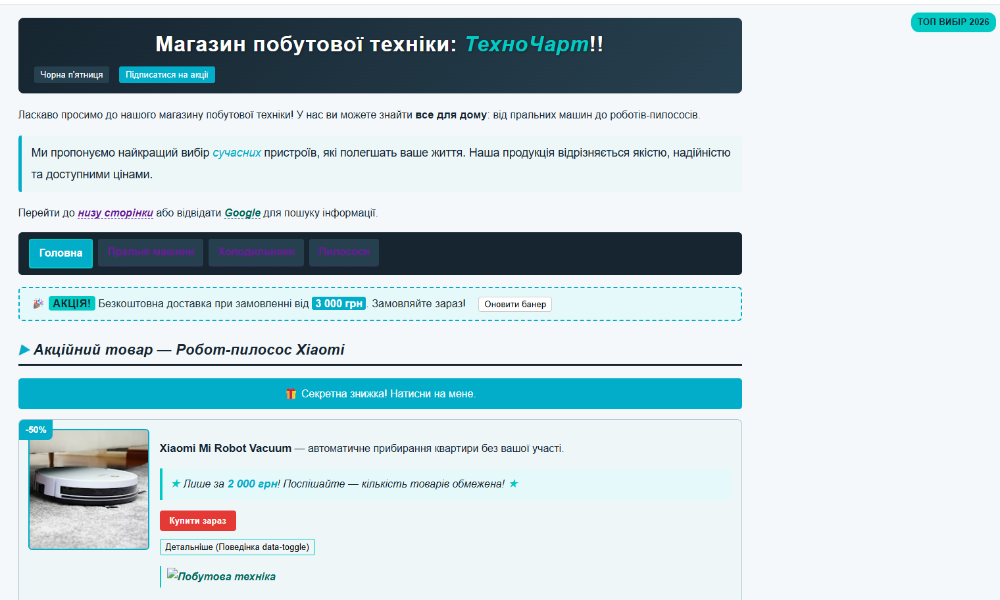 ТОП ВИБІР 2026
Магазин побутової техніки: ТехноЧарт!!
Чорна п'ятниця
Підписатися на акції
Ласкаво просимо до нашого магазину побутової техніки! У нас ви можете знайти все для дому: від пральних машин до роботів-пилососів.
Ми пропонуємо найкращий вибір сучасних пристроїв, які полегшать ваше життя. Наша продукція відрізняється якістю, надійністю
та доступними цінами.
Перейти до низу сторінки або відвідати Google для пошуку інформації.
Головна
Пральні машини
Холодильники
Пилососи
АКЦІЯ! Безкоштовна доставка при замовленні від 3 000 грн. Замовляйте зараз!
Оновити банер
Акційний товар — Робот-пилосос Xiaomi
Секретна знижка! Натисни на мене.
-50%
Xiaomi Mi Robot Vacuum — автоматичне прибирання квартири без вашої участі.
★ Лише за 2 000 грн! Поспішайте — кількість товарів обмежена! ★
Купити зараз
Детальніше (Поведінка data-toggle)
Побутова техніка